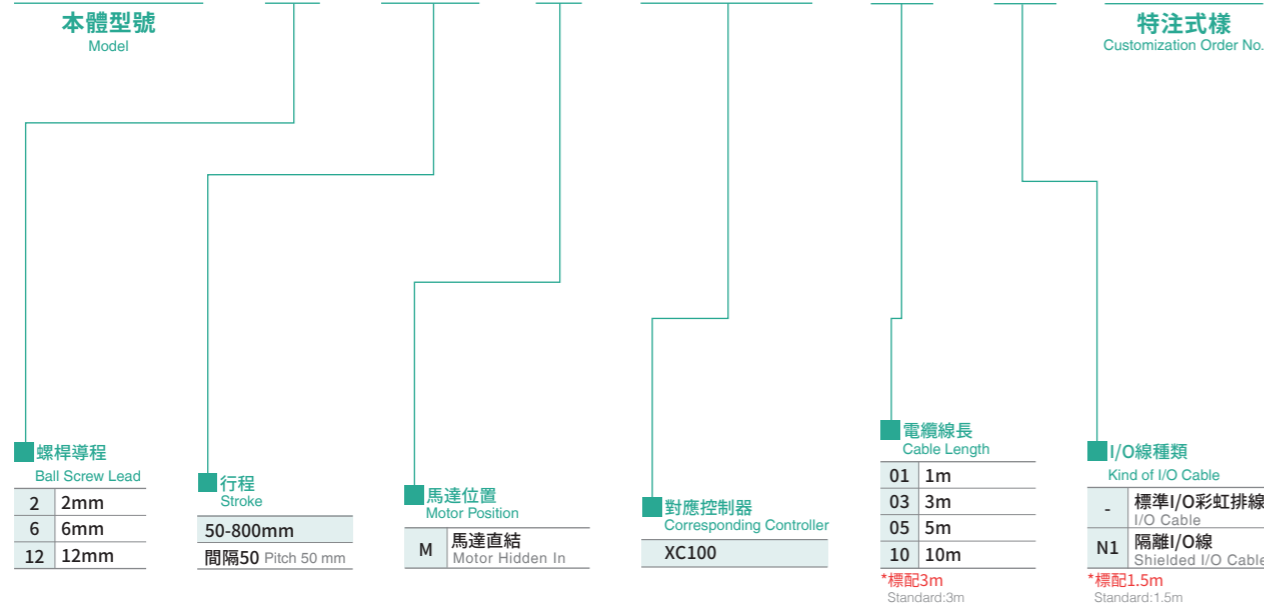 本體型號
Model
特注式樣
Customization Order No.
螺桿導程
Ball Screw Lead
2 2mm
6 6mm
12 12mm
行程
Stroke
50-800mm
間隔50 Pitch 50 mm
馬達位置
Motor Position
M 馬達直結
Motor Hidden In
對應控制器
Corresponding Controller
XC100
電纜線長
Cable Length
01 1m
03 3m
05 5m
10 10m
*標配3m
Standard:3m
I/O線種類
Kind of I/O Cable
- 標準I/O彩虹排線
I/O Cable
N1 隔離I/O線
Shielded I/O Cable
*標配1.5m
Standard:1.5m